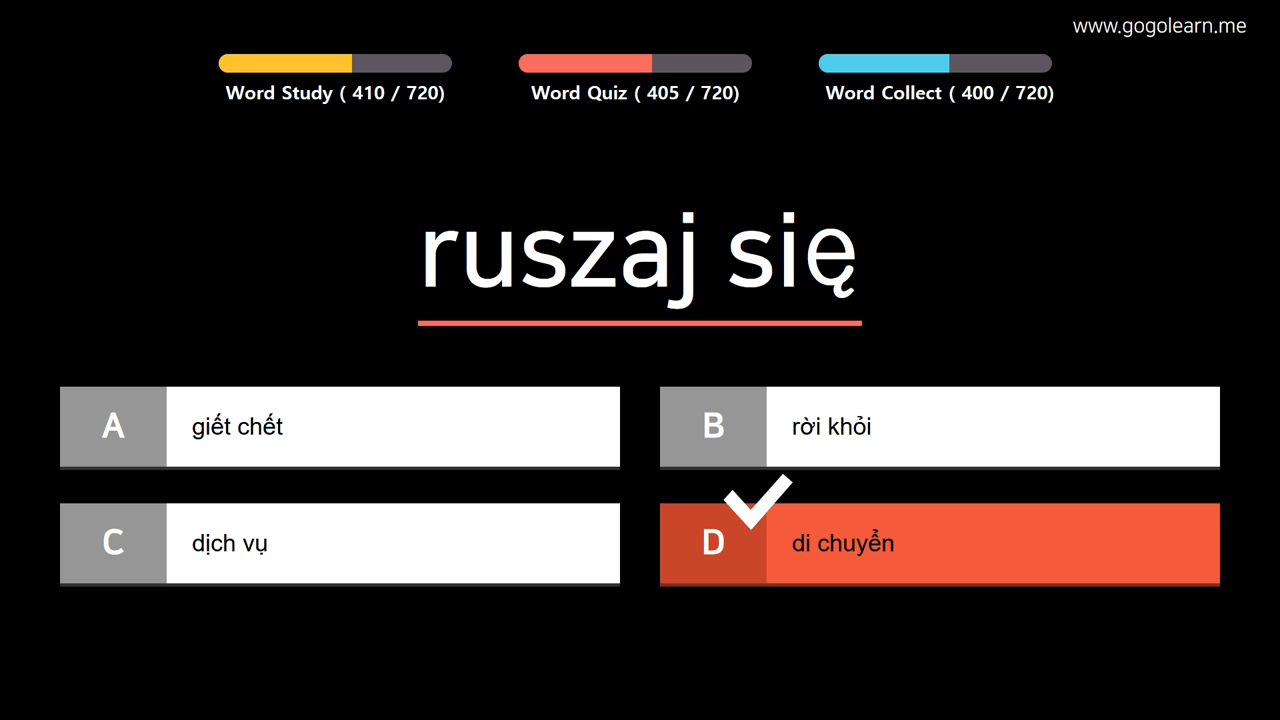 www.gogolearn.me
Word Study ( 410 / 720)
Word Quiz ( 405 / 720)
Word Collect ( 400 / 720)
ruszaj się
A
giết chết
B
rời khỏi
C
dịch vụ
D
di chuyển